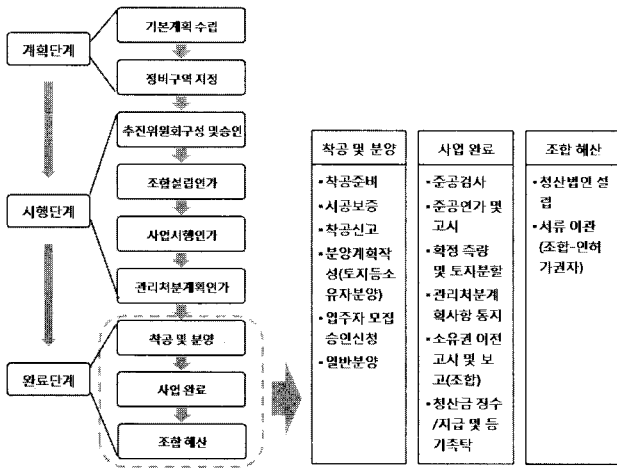 기본계획 수립
계획단계
정비구역 지정
추진위원회구성 및승인
조합설립인가
시행단계
사업시행인가
관리처분계획인가
착공 및 분양
완료단계
사업 완료
조합 해산
착공 및 분양
•착공준비
•시공보증
•착공신고
•분양계획작
성(토지등소
유자분양)
•입주자 모집
승인신청
•일반분양
사업 완료
•준공검사
•준공인가 및
고시
•확정 측량
및 토지분할
•관리처분계
획사항 통지
•소유권 이전
고시 및 보
고(조합)
•청산금 징수
/지급 및 등
기촉탁
조합 해산
•청산법인 설
립
•서류 이관
(조합-인허
가권자)